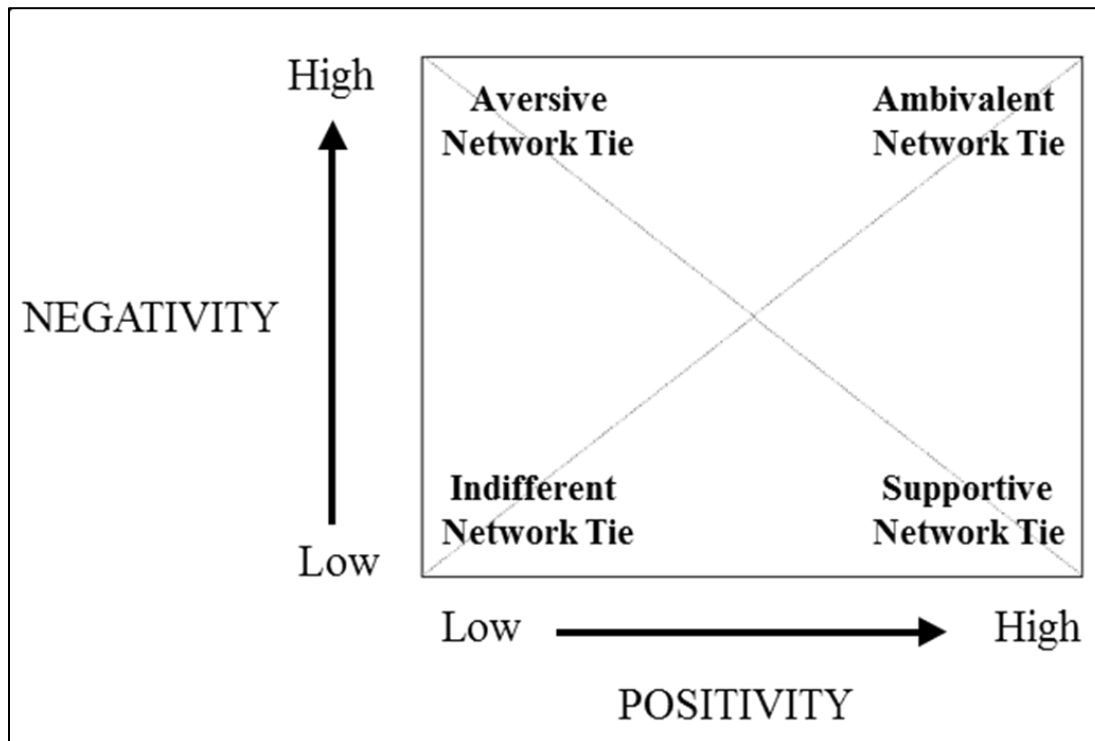 High
Aversive
Network Tie
Ambivalent
Network Tie
NEGATIVITY
Indifferent
Network Tie
Supportive
Network Tie
Low
Low
High
POSITIVITY